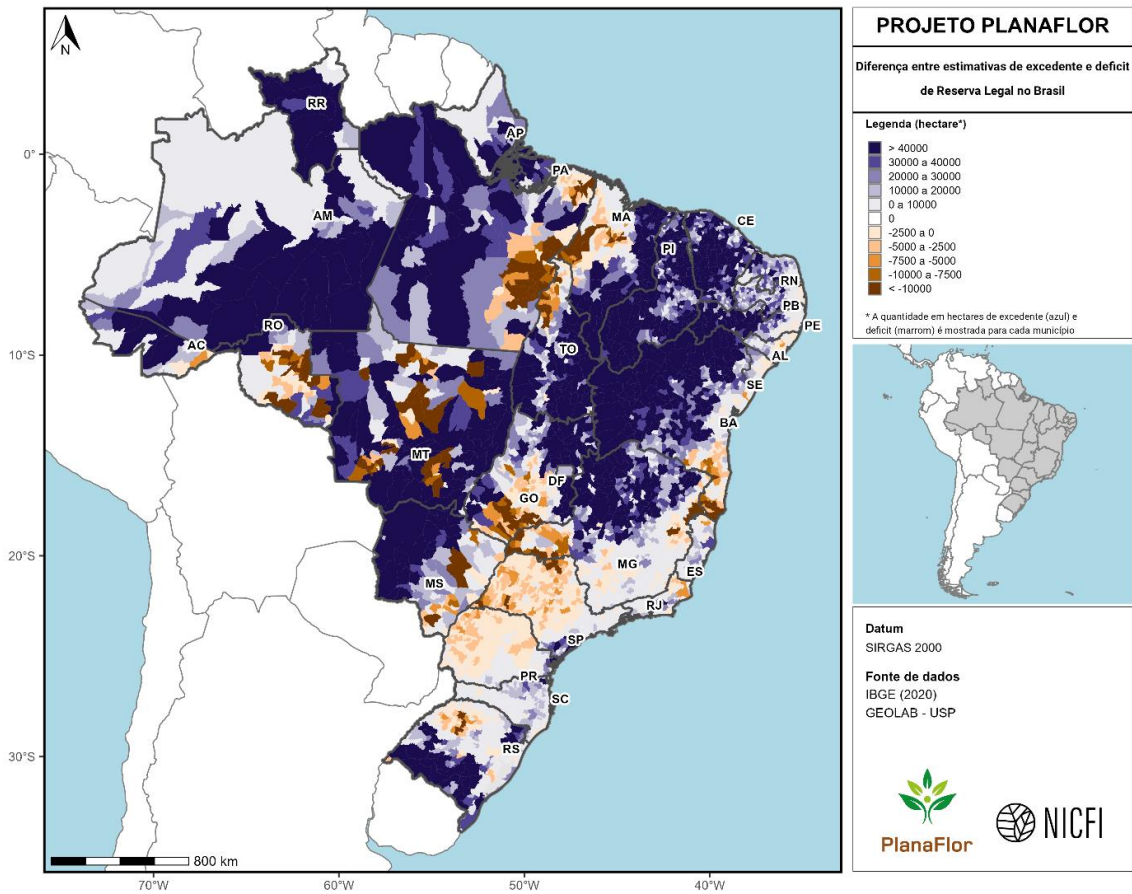 PROJETO PLANAFLOR
Diferença entre estimativas de excedente e deficit
de Reserva Legal no Brasil
Legenda (hectare*)
> 40000
30000 a 40000
20000 a 30000
10000 a 20000
0 a 10000
0
-2500 a 0
-5000 a -2500
-7500 a -5000
-10000 a -7500
< -10000
* A quantidade em hectares de excedente (azul) e
deficit (marrom) é mostrada para cada município
Datum
SIRGAS 2000
Fonte de dados
IBGE (2020)
GEOLAB - USP
PlanaFlor
NICFI
N
RR
AP
0°
PA
AM
MA
CE
PI
RN
PB
PE
RO
AC
TO
AL
10°S
SE
BA
MT
DF
GO
20°S
MG
ES
MS
RJ
SP
PR
SC
RS
30°S
800 km
70°W
60°W
50°W
40°W